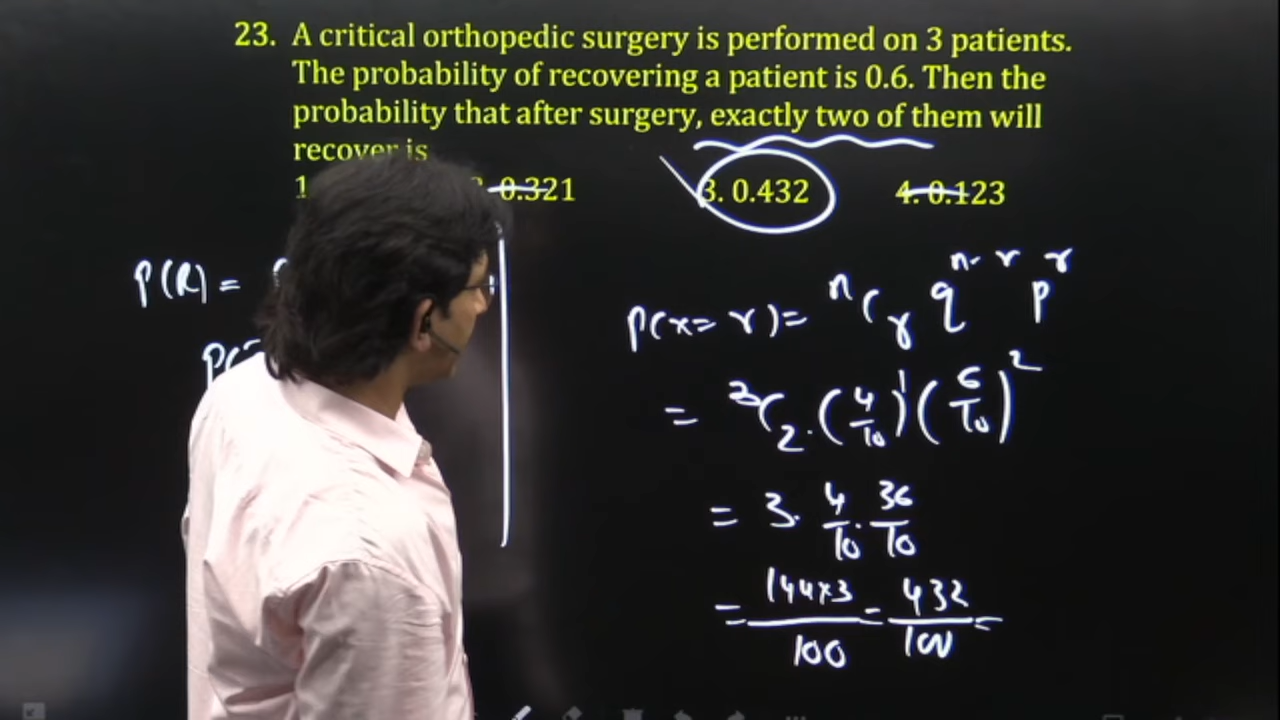 23. A critical orthopedic surgery is performed on 3 patients.
The probability of recovering a patient is 0.6. Then the
probability that after surgery, exactly two of them will
recover is
1. 0.321 3. 0.432 4. 0.123
P(R) =
P(x = r) = ⁿCᵣ qⁿ⁻ʳ pʳ
= ³C₂ · (4/10)¹ (6/10)²
= 3 · 4/10 · 36/10
= 144×3/100 = 432/100 =